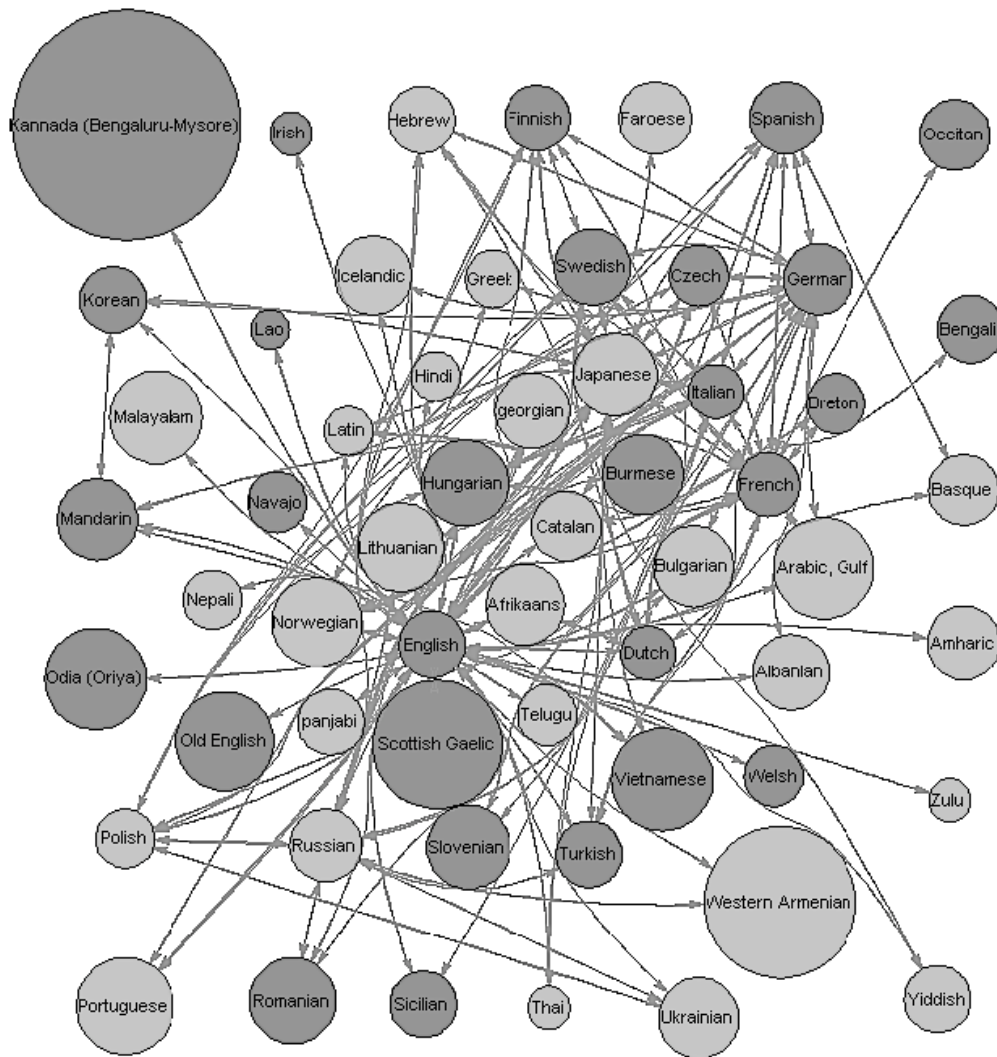 Kannada (Bengaluru-Mysore)
Irish
Hebrew
Finnish
Faroese
Spanish
Occitan
Korean
Lao
Icelandic
Greek
Swedish
Czech
German
Bengali
Malayalam
Hindi
Latin
georgian
Japanese
Italian
Breton
Mandarin
Navajo
Hungarian
Burmese
French
Basque
Lithuanian
Catalan
Bulgarian
Arabic, Gulf
Nepali
Norwegian
Afrikaans
English
Dutch
Albanian
Amharic
Odia (Oriya)
Old English
panjabi
Scottish Gaelic
Telugu
Vietnamese
Welsh
Zulu
Polish
Russian
Slovenian
Turkish
Western Armenian
Portuguese
Romanian
Sicilian
Thai
Ukrainian
Yiddish